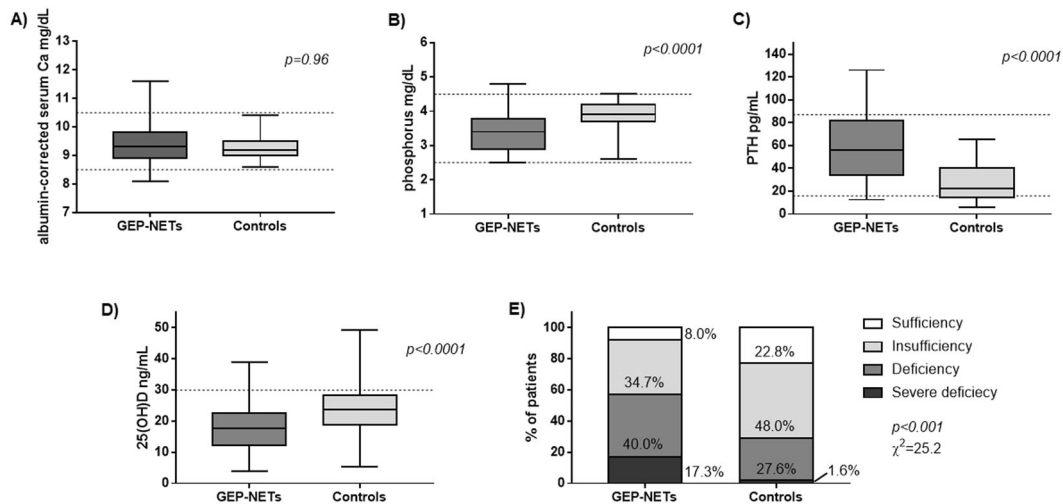 A)
albumin-corrected serum Ca mg/dL
13
12
11
10
9
8
7
p=0.96
GEP-NETs Controls
B)
phosphorus mg/dL
6
5
4
3
2
1
p<0.0001
GEP-NETs Controls
C)
PTH pg/mL
140
120
100
80
60
40
20
0
p<0.0001
GEP-NETs Controls
D)
25(OH)D ng/mL
50
40
30
20
10
0
p<0.0001
GEP-NETs Controls
E)
% of patients
100
80
60
40
20
0
8.0%
34.7%
40.0%
17.3%
22.8%
48.0%
27.6%
1.6%
GEP-NETs Controls
Sufficiency
Insufficiency
Deficiency
Severe deficiecy
p<0.001
χ²=25.2